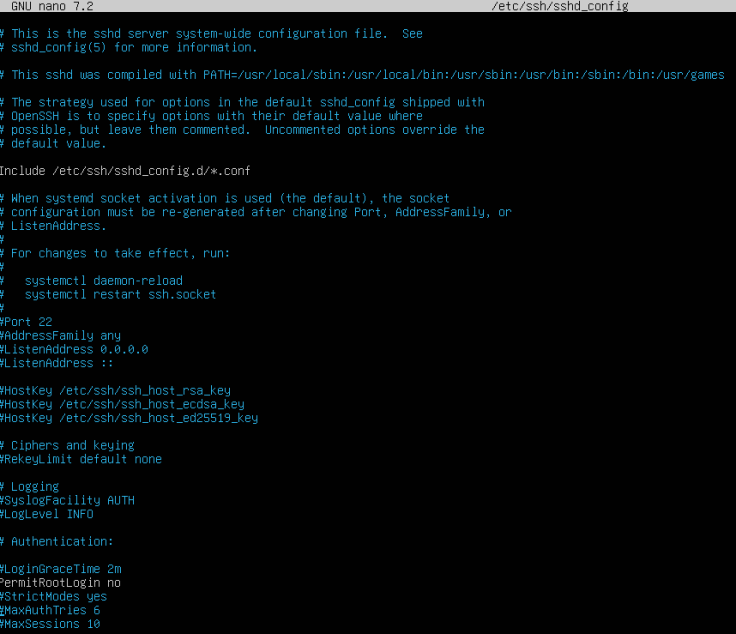 GNU nano 7.2 /etc/ssh/sshd_config
# This is the sshd server system-wide configuration file.  See
# sshd_config(5) for more information.
# This sshd was compiled with PATH=/usr/local/sbin:/usr/local/bin:/usr/sbin:/usr/bin:/sbin:/bin:/usr/games
# The strategy used for options in the default sshd_config shipped with
# OpenSSH is to specify options with their default value where
# possible, but leave them commented.  Uncommented options override the
# default value.
Include /etc/ssh/sshd_config.d/*.conf
# When systemd socket activation is used (the default), the socket
# configuration must be re-generated after changing Port, AddressFamily, or
# ListenAddress.
#
# For changes to take effect, run:
#
#   systemctl daemon-reload
#   systemctl restart ssh.socket
#
#Port 22
#AddressFamily any
#ListenAddress 0.0.0.0
#ListenAddress ::
#HostKey /etc/ssh/ssh_host_rsa_key
#HostKey /etc/ssh/ssh_host_ecdsa_key
#HostKey /etc/ssh/ssh_host_ed25519_key
# Ciphers and keying
#RekeyLimit default none
# Logging
#SyslogFacility AUTH
#LogLevel INFO
# Authentication:
#LoginGraceTime 2m
PermitRootLogin no
#StrictModes yes
#MaxAuthTries 6
#MaxSessions 10